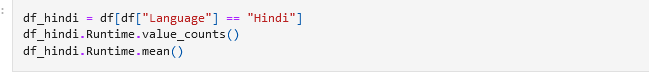 df_hindi = df[df["Language"] == "Hindi"]
df_hindi.Runtime.value_counts()
df_hindi.Runtime.mean()